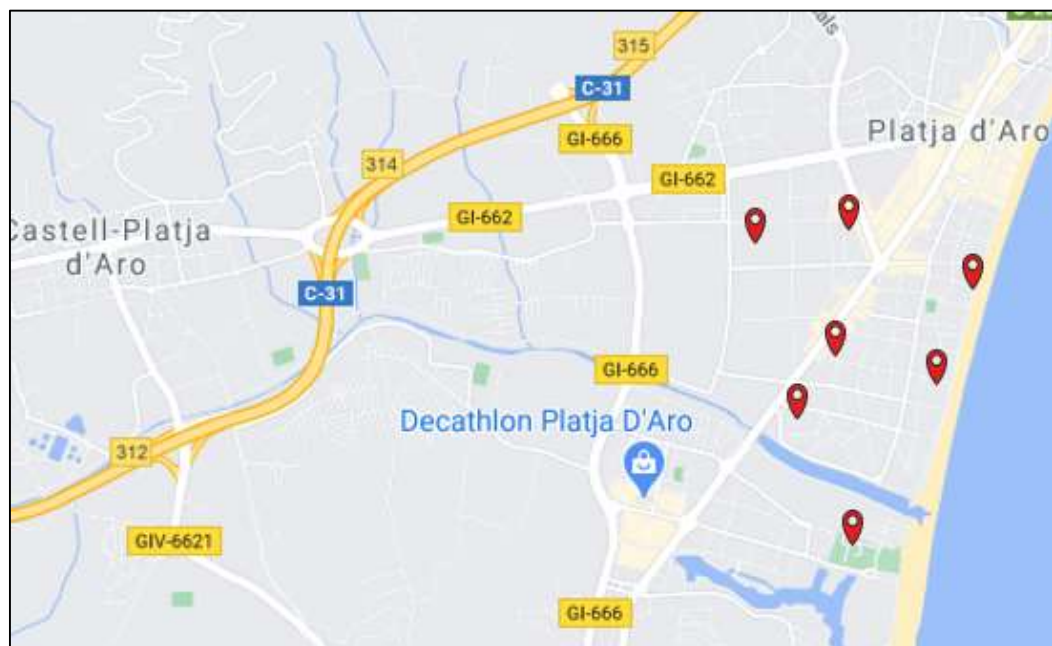 315
C-31
als
GI-666
Platja d'Aro
314
GI-662
GI-662
Castell-Platja
d'Aro
C-31
GI-666
Decathlon Platja D'Aro
312
GIV-6621
GI-666